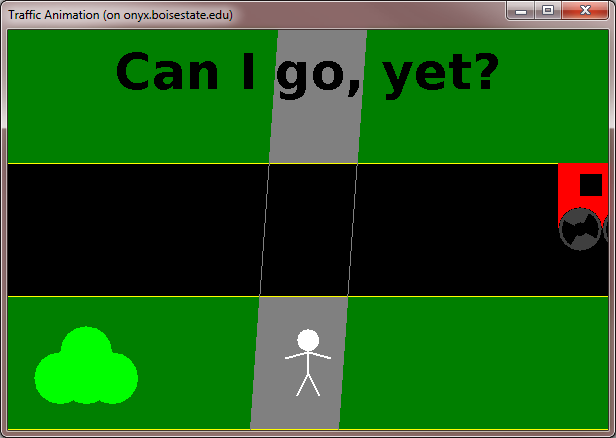 Traffic Animation (on onyx.boisestate.edu)
Can I go, yet?